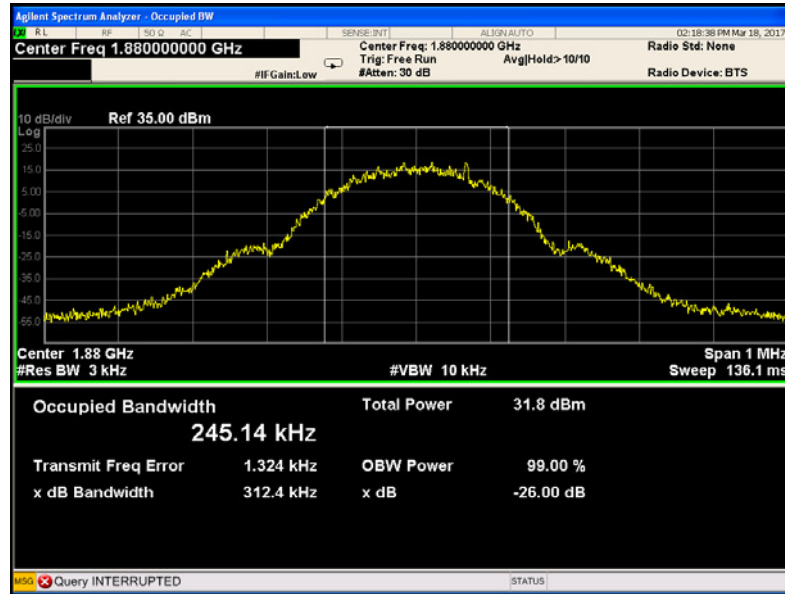 Agilent Spectrum Analyzer - Occupied BW
RL RF 50 Ω AC SENSE:INT ALIGNAUTO 02:18:38 PM Mar 18, 2017
Center Freq 1.880000000 GHz Center Freq: 1.880000000 GHz Radio Std: None
Trig: Free Run Avg|Hold>10/10
#IFGain:Low #Atten: 30 dB Radio Device: BTS
10 dB/div Ref 35.00 dBm
Log
25.0
15.0
5.00
-5.00
-15.0
-25.0
-35.0
-45.0
-55.0
Center 1.88 GHz Span 1 MHz
#Res BW 3 kHz #VBW 10 kHz Sweep 136.1 ms
Occupied Bandwidth Total Power 31.8 dBm
245.14 kHz
Transmit Freq Error 1.324 kHz OBW Power 99.00 %
x dB Bandwidth 312.4 kHz x dB -26.00 dB
MSG Query INTERRUPTED STATUS